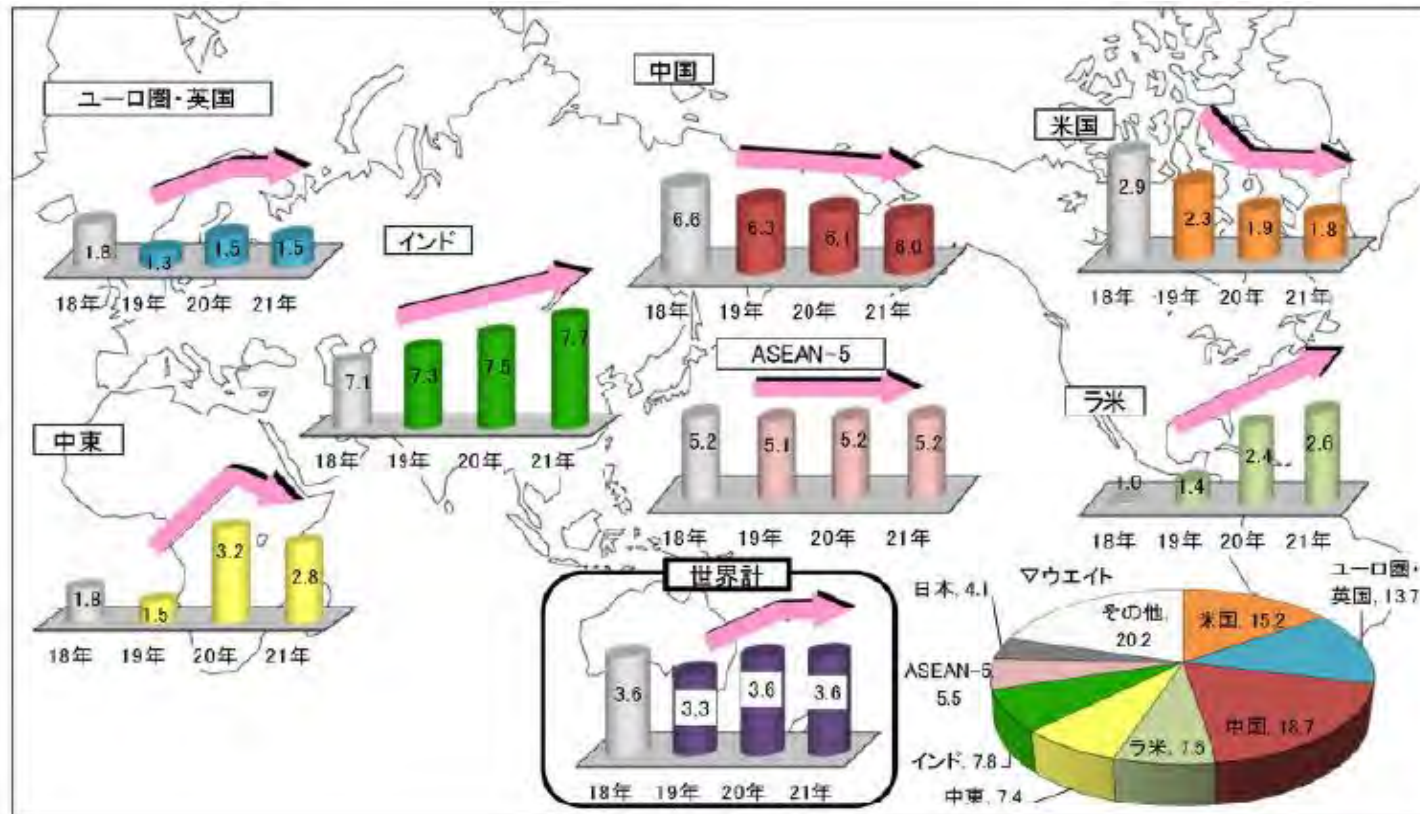 ユーロ圏・英国
1.8
1.3
1.5
1.5
18年 19年 20年 21年
中国
6.6
6.3
6.1
6.0
18年 19年 20年 21年
米国
2.9
2.3
1.9
1.8
18年 19年 20年 21年
インド
7.1
7.3
7.5
7.7
18年 19年 20年 21年
ASEAN-5
5.2
5.1
5.2
5.2
18年 19年 20年 21年
ラ米
1.0
1.4
2.4
2.6
18年 19年 20年 21年
中東
1.8
1.5
3.2
2.8
18年 19年 20年 21年
世界計
3.6
3.3
3.6
3.6
18年 19年 20年 21年
▽ウエイト
米国, 15.2
ユーロ圏・
英国, 13.7
中国, 18.7
ラ米, 7.5
中東, 7.4
インド, 7.8
ASEAN-5,
5.5
日本, 4.1
その他,
20.2